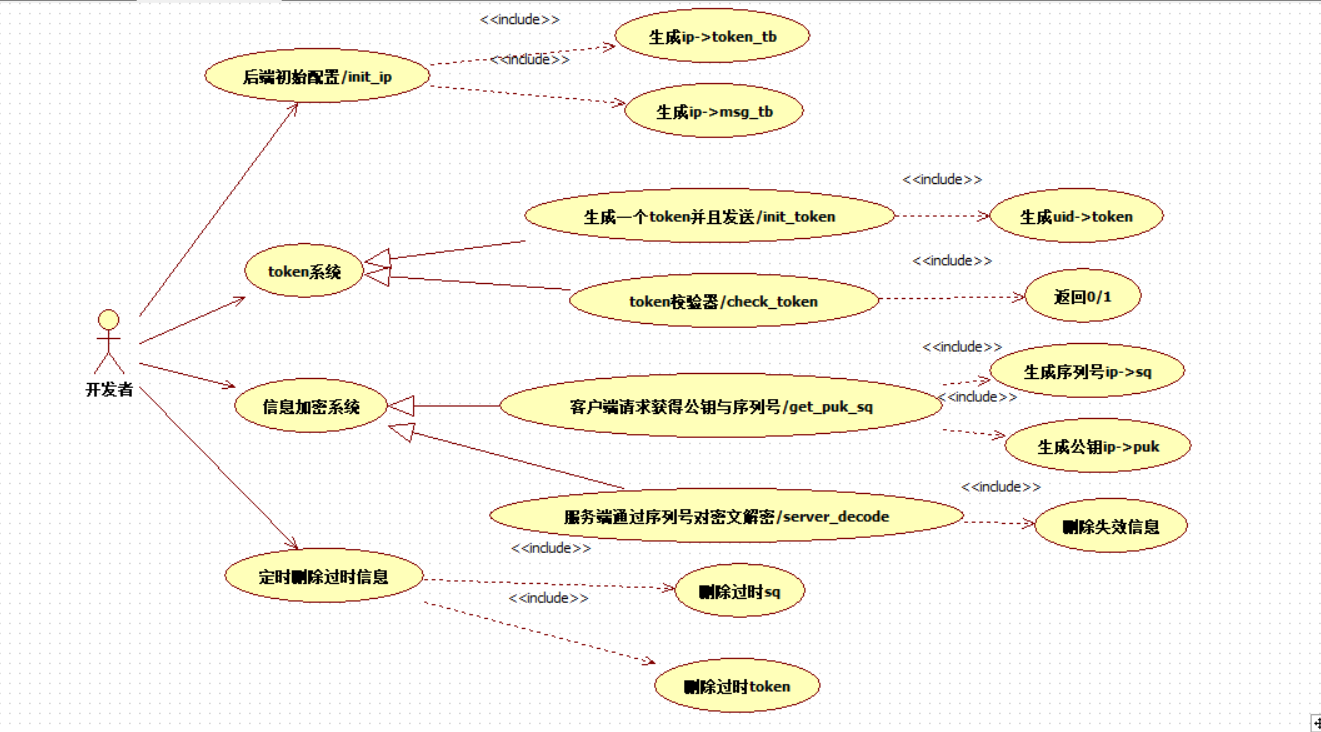 <<include>>
生成ip->token_tb
<<include>>
后端初始配置/init_ip
生成ip->msg_tb
<<include>>
生成一个token并且发送/init_token
生成uid->token
<<include>>
token系统
token校验器/check_token
返回0/1
<<include>>
生成序列号ip->sq
开发者
<<include>>
信息加密系统
客户端请求获得公钥与序列号/get_puk_sq
生成公钥ip->puk
<<include>>
服务端通过序列号对密文解密/server_decode
删除失效信息
<<include>>
定时删除过时信息
删除过时sq
<<include>>
删除过时token